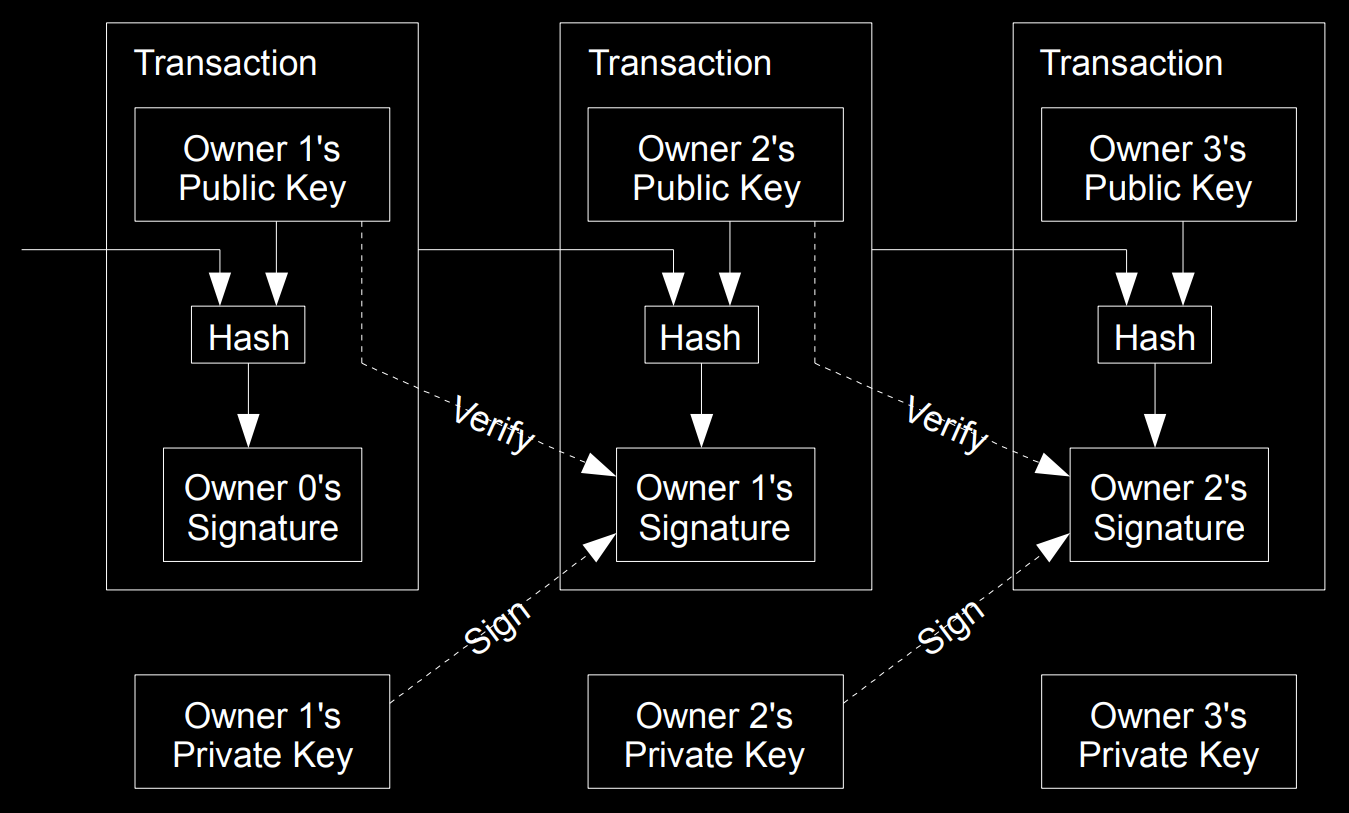 Transaction
Owner 1's
Public Key
Hash
Owner 0's
Signature
Transaction
Owner 2's
Public Key
Hash
Verify
Owner 1's
Signature
Transaction
Owner 3's
Public Key
Hash
Verify
Owner 2's
Signature
Sign
Sign
Owner 1's
Private Key
Owner 2's
Private Key
Owner 3's
Private Key